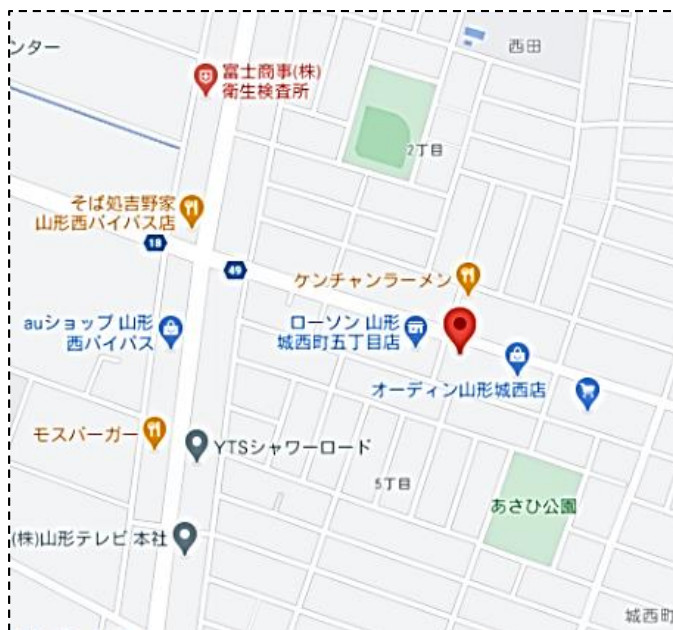 ンター
西田
富士商事(株)
衛生検査所
2丁目
そば処吉野家
山形西バイパス店
18
49
ケンチャンラーメン
auショップ 山形
西バイパス
ローソン 山形
城西町五丁目店
オーディン山形城西店
モスバーガー
YTSシャワーロード
5丁目
あさひ公園
(株)山形テレビ 本社
城西町